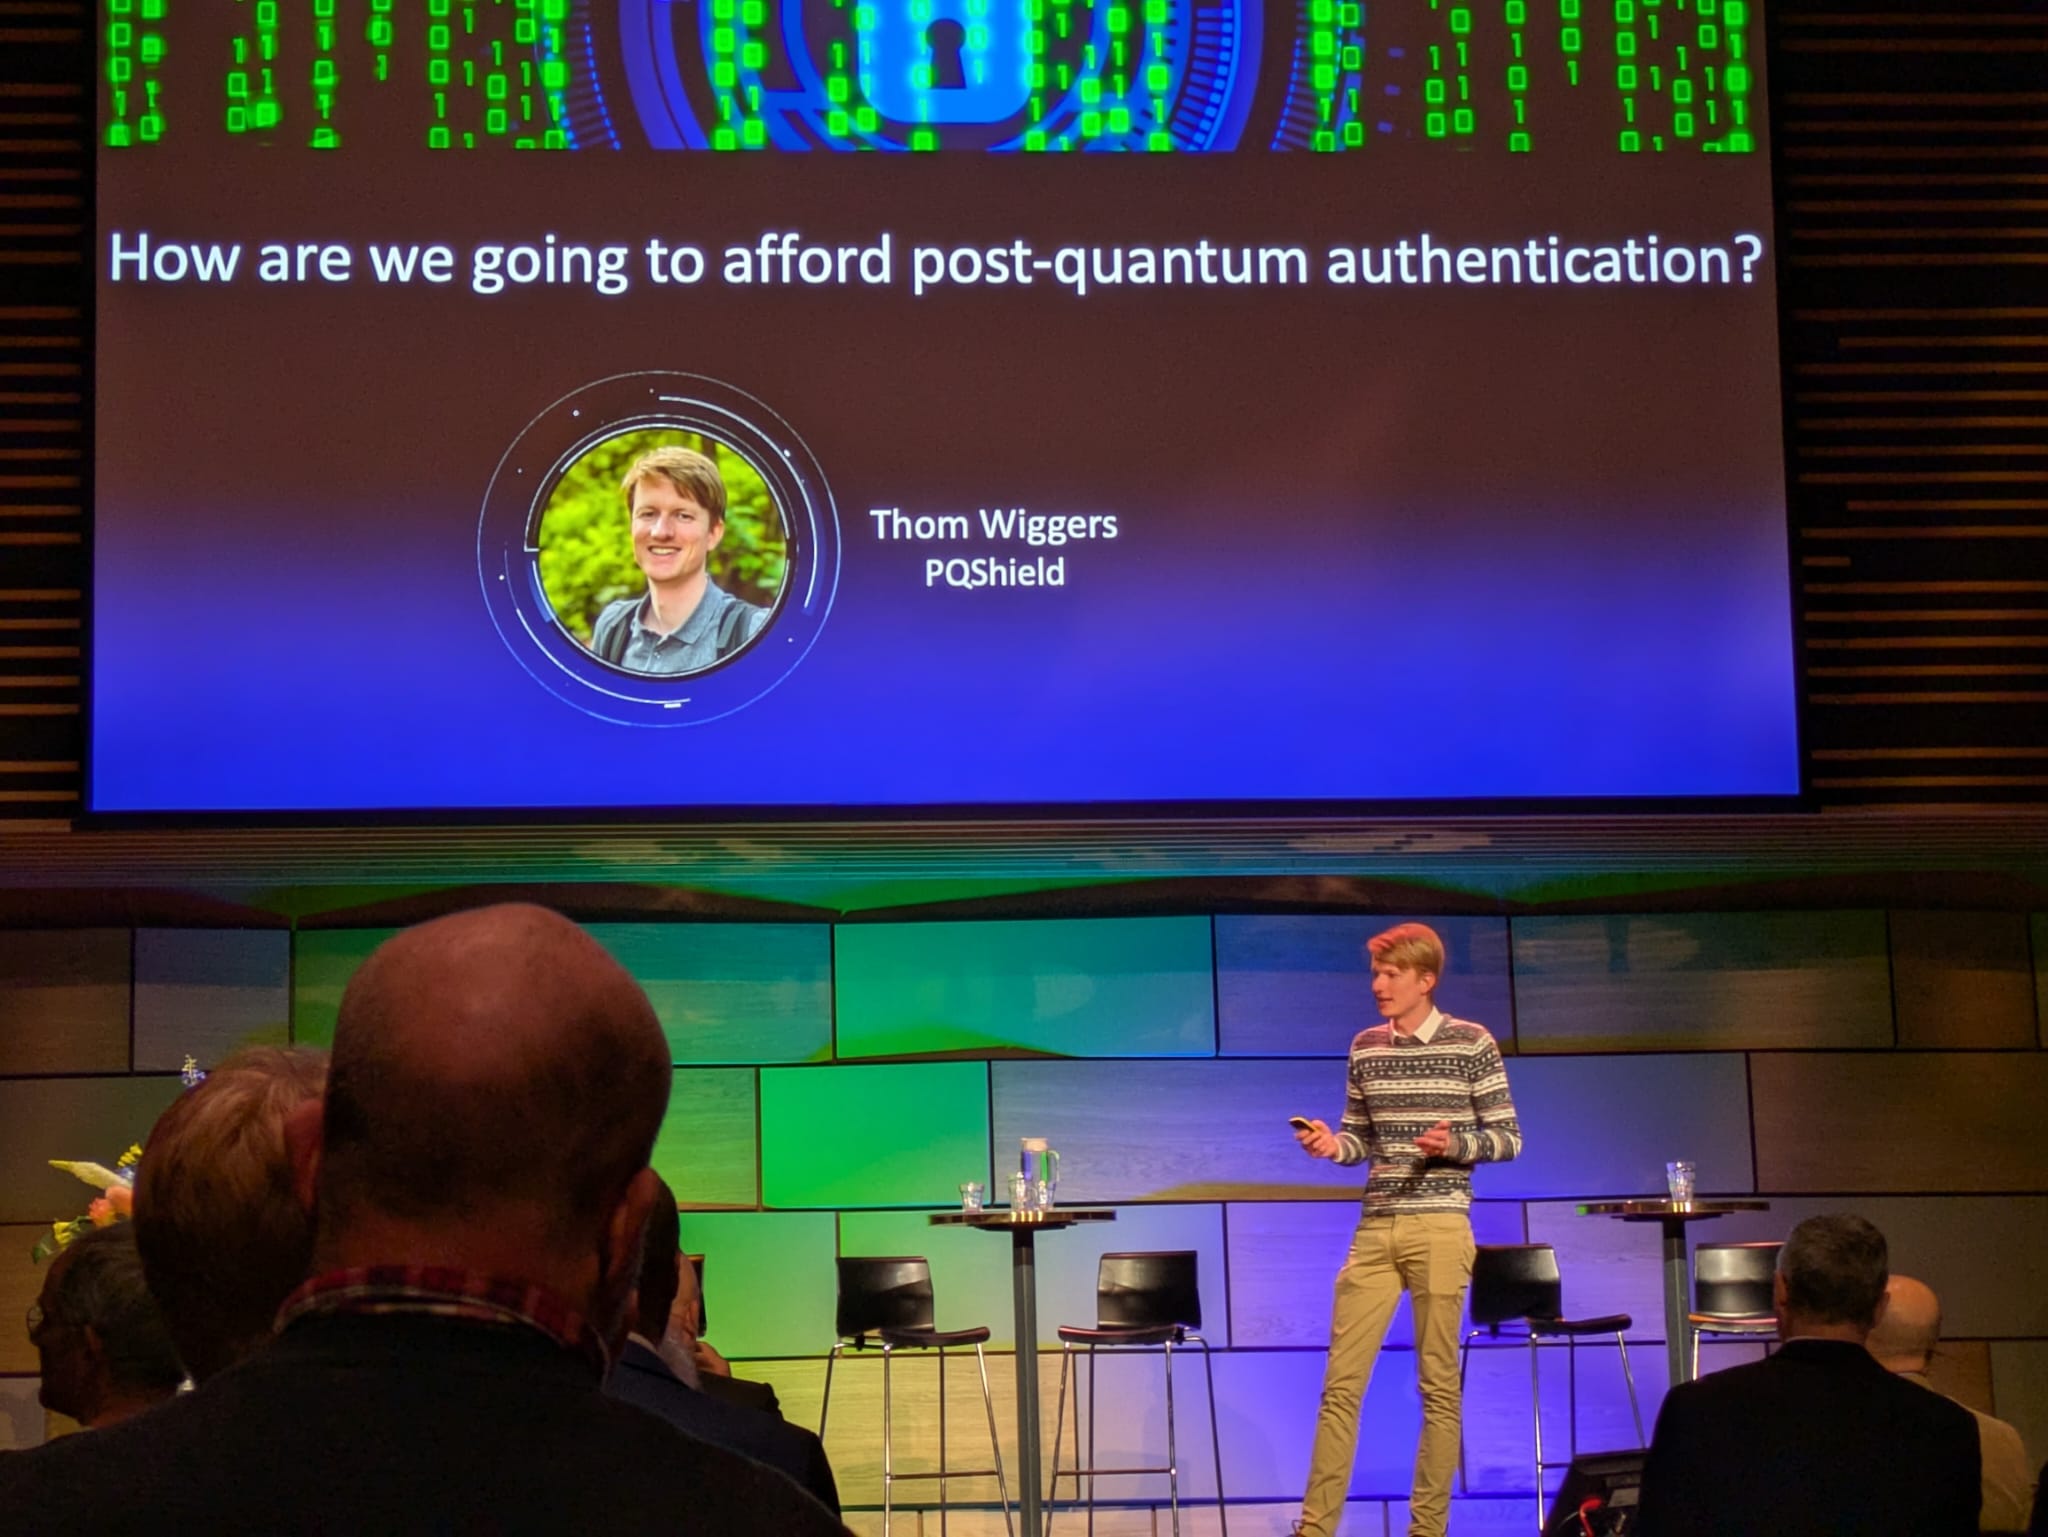 How are we going to afford post-quantum authentication?
Thom Wiggers
PQShield